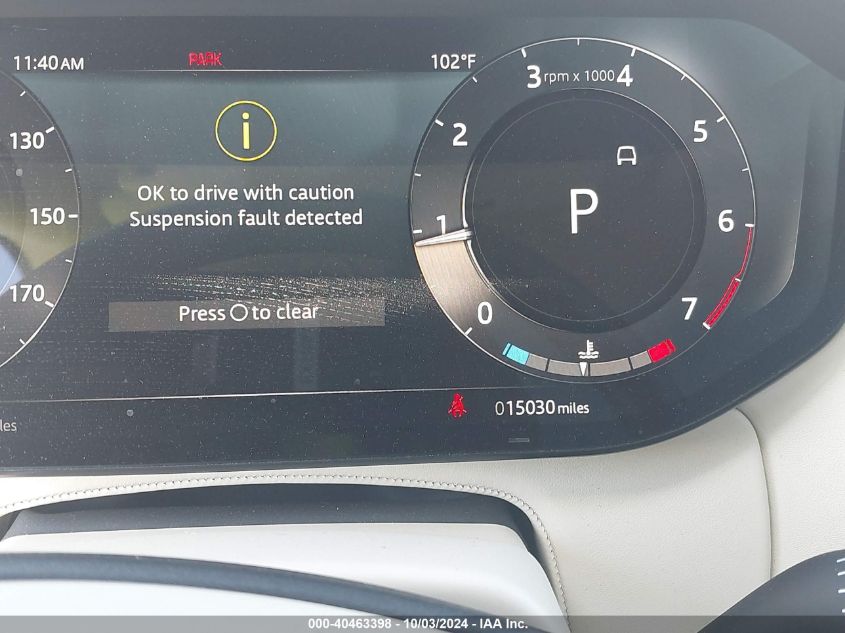 11:40AM
PARK
102°F
130
150
170
i
OK to drive with caution
Suspension fault detected
Press O to clear
0
1
2
3
rpm x 1000
4
5
6
7
P
les
015030 miles
000-40463398 - 10/03/2024 - IAA Inc.